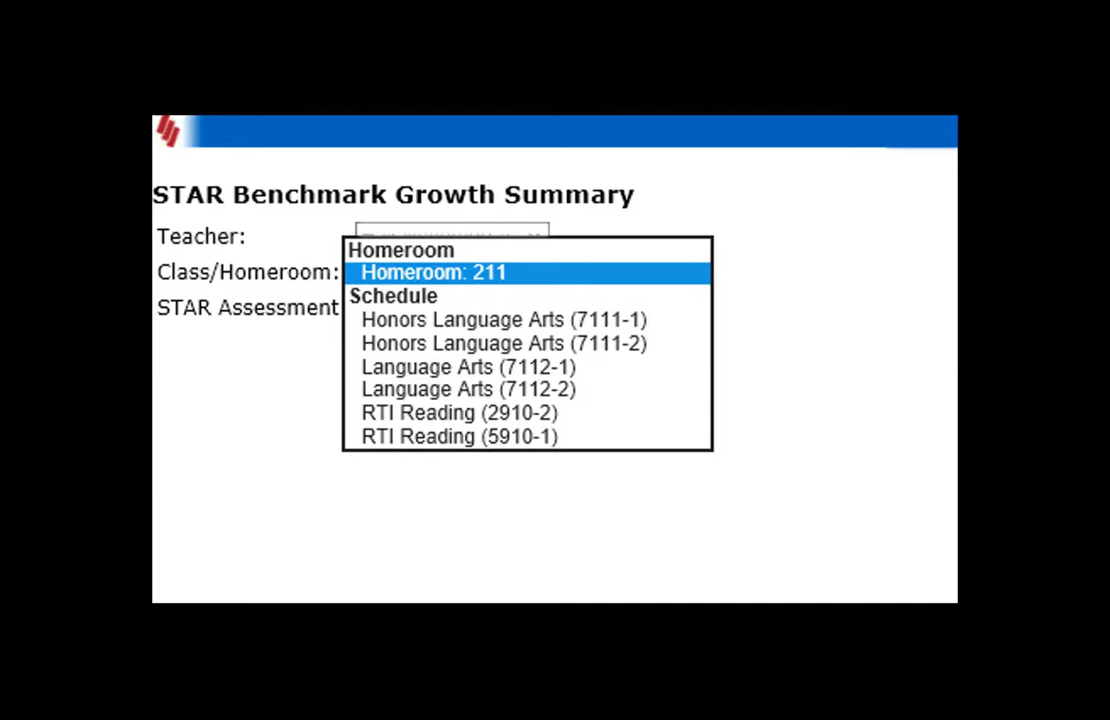 STAR Benchmark Growth Summary
Teacher:
Class/Homeroom:
STAR Assessment
Homeroom
Homeroom: 211
Schedule
Honors Language Arts (7111-1)
Honors Language Arts (7111-2)
Language Arts (7112-1)
Language Arts (7112-2)
RTI Reading (2910-2)
RTI Reading (5910-1)